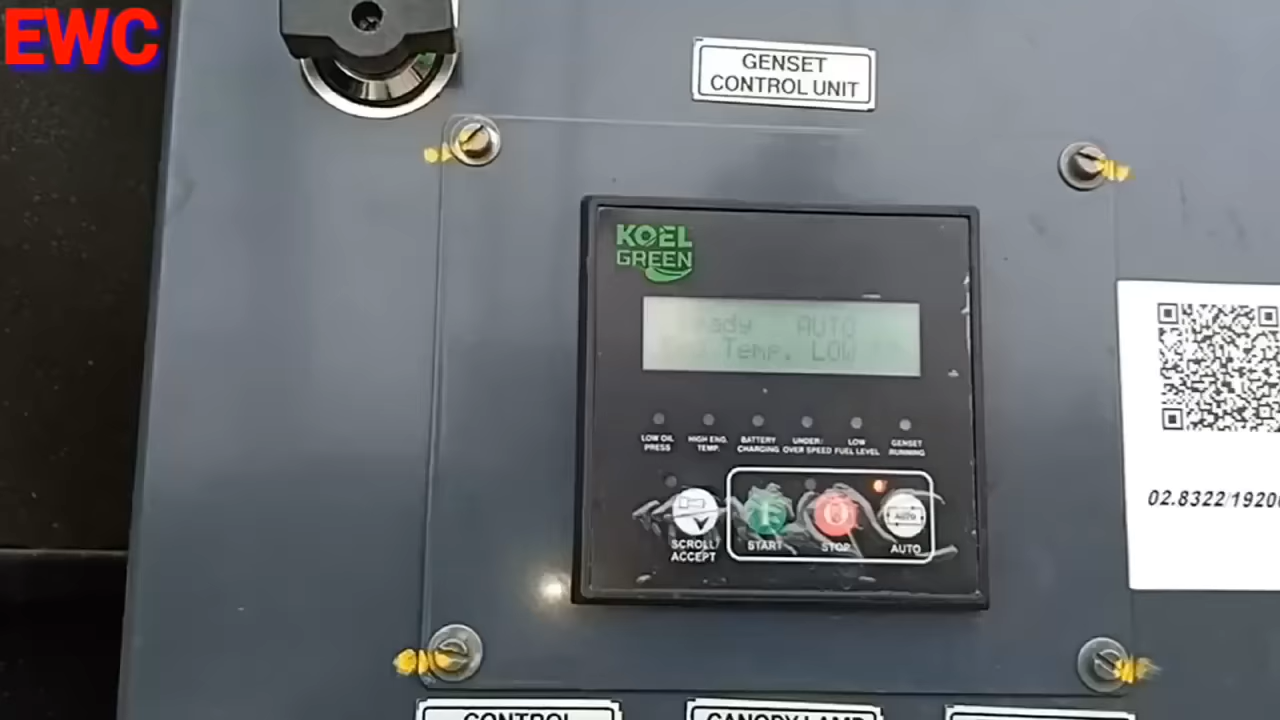 EWC
GENSET
CONTROL UNIT
KOEL
GREEN
AUTO
Temp. LOW
LOW OIL
PRESS
HIGH ENG.
TEMP.
BATTERY
CHARGING
UNDER/
OVER SPEED
LOW
FUEL LEVEL
GENSET
RUNNING
SCROLL/
ACCEPT
START
STOP
AUTO
AUTO
02.8322/1920
CONTROL
CANOPY LAMP